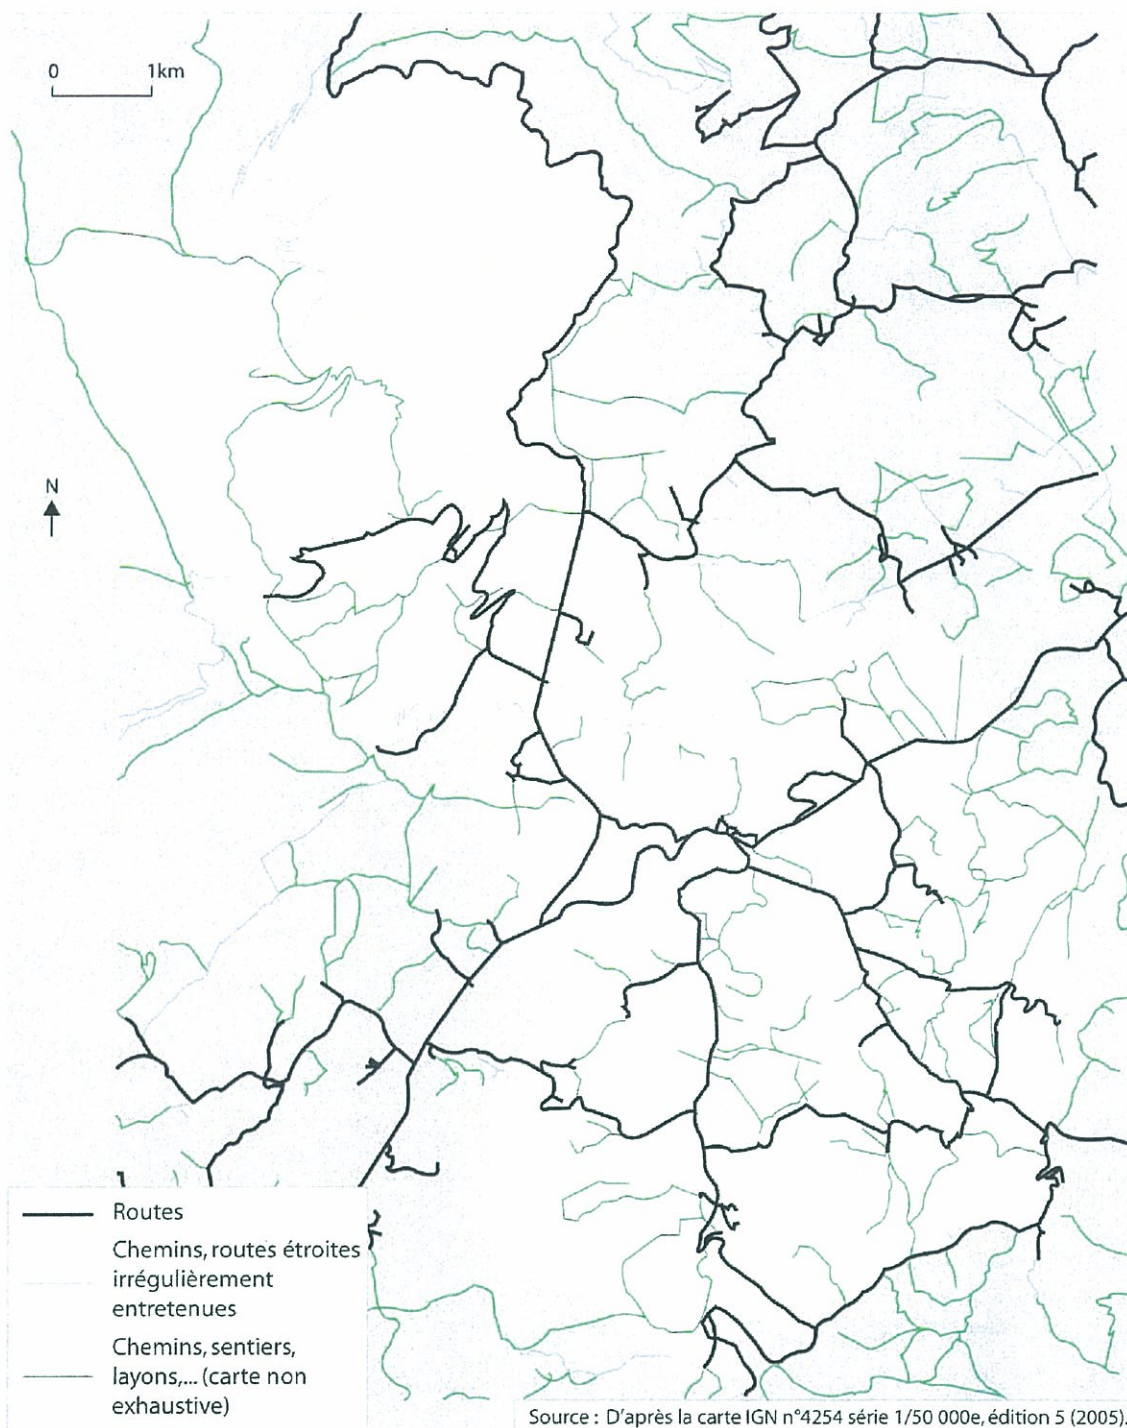 0 1km
N
Routes
Chemins, routes étroites
irrégulièrement
entretenues
Chemins, sentiers,
layons,... (carte non
exhaustive)
Source : D'après la carte IGN n°4254 série 1/50 000e, édition 5 (2005).